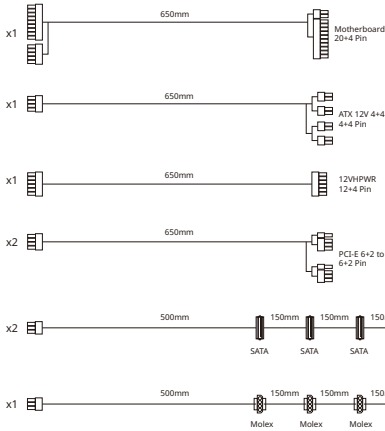 x1
650mm
Motherboard
20+4 Pin
x1
650mm
ATX 12V 4+4
4+4 Pin
x1
650mm
12VHPWR
12+4 Pin
x2
650mm
PCI-E 6+2 to
6+2 Pin
x2
500mm 150mm 150mm 150
SATA SATA SATA
x1
500mm 150mm 150mm 150
Molex Molex Molex